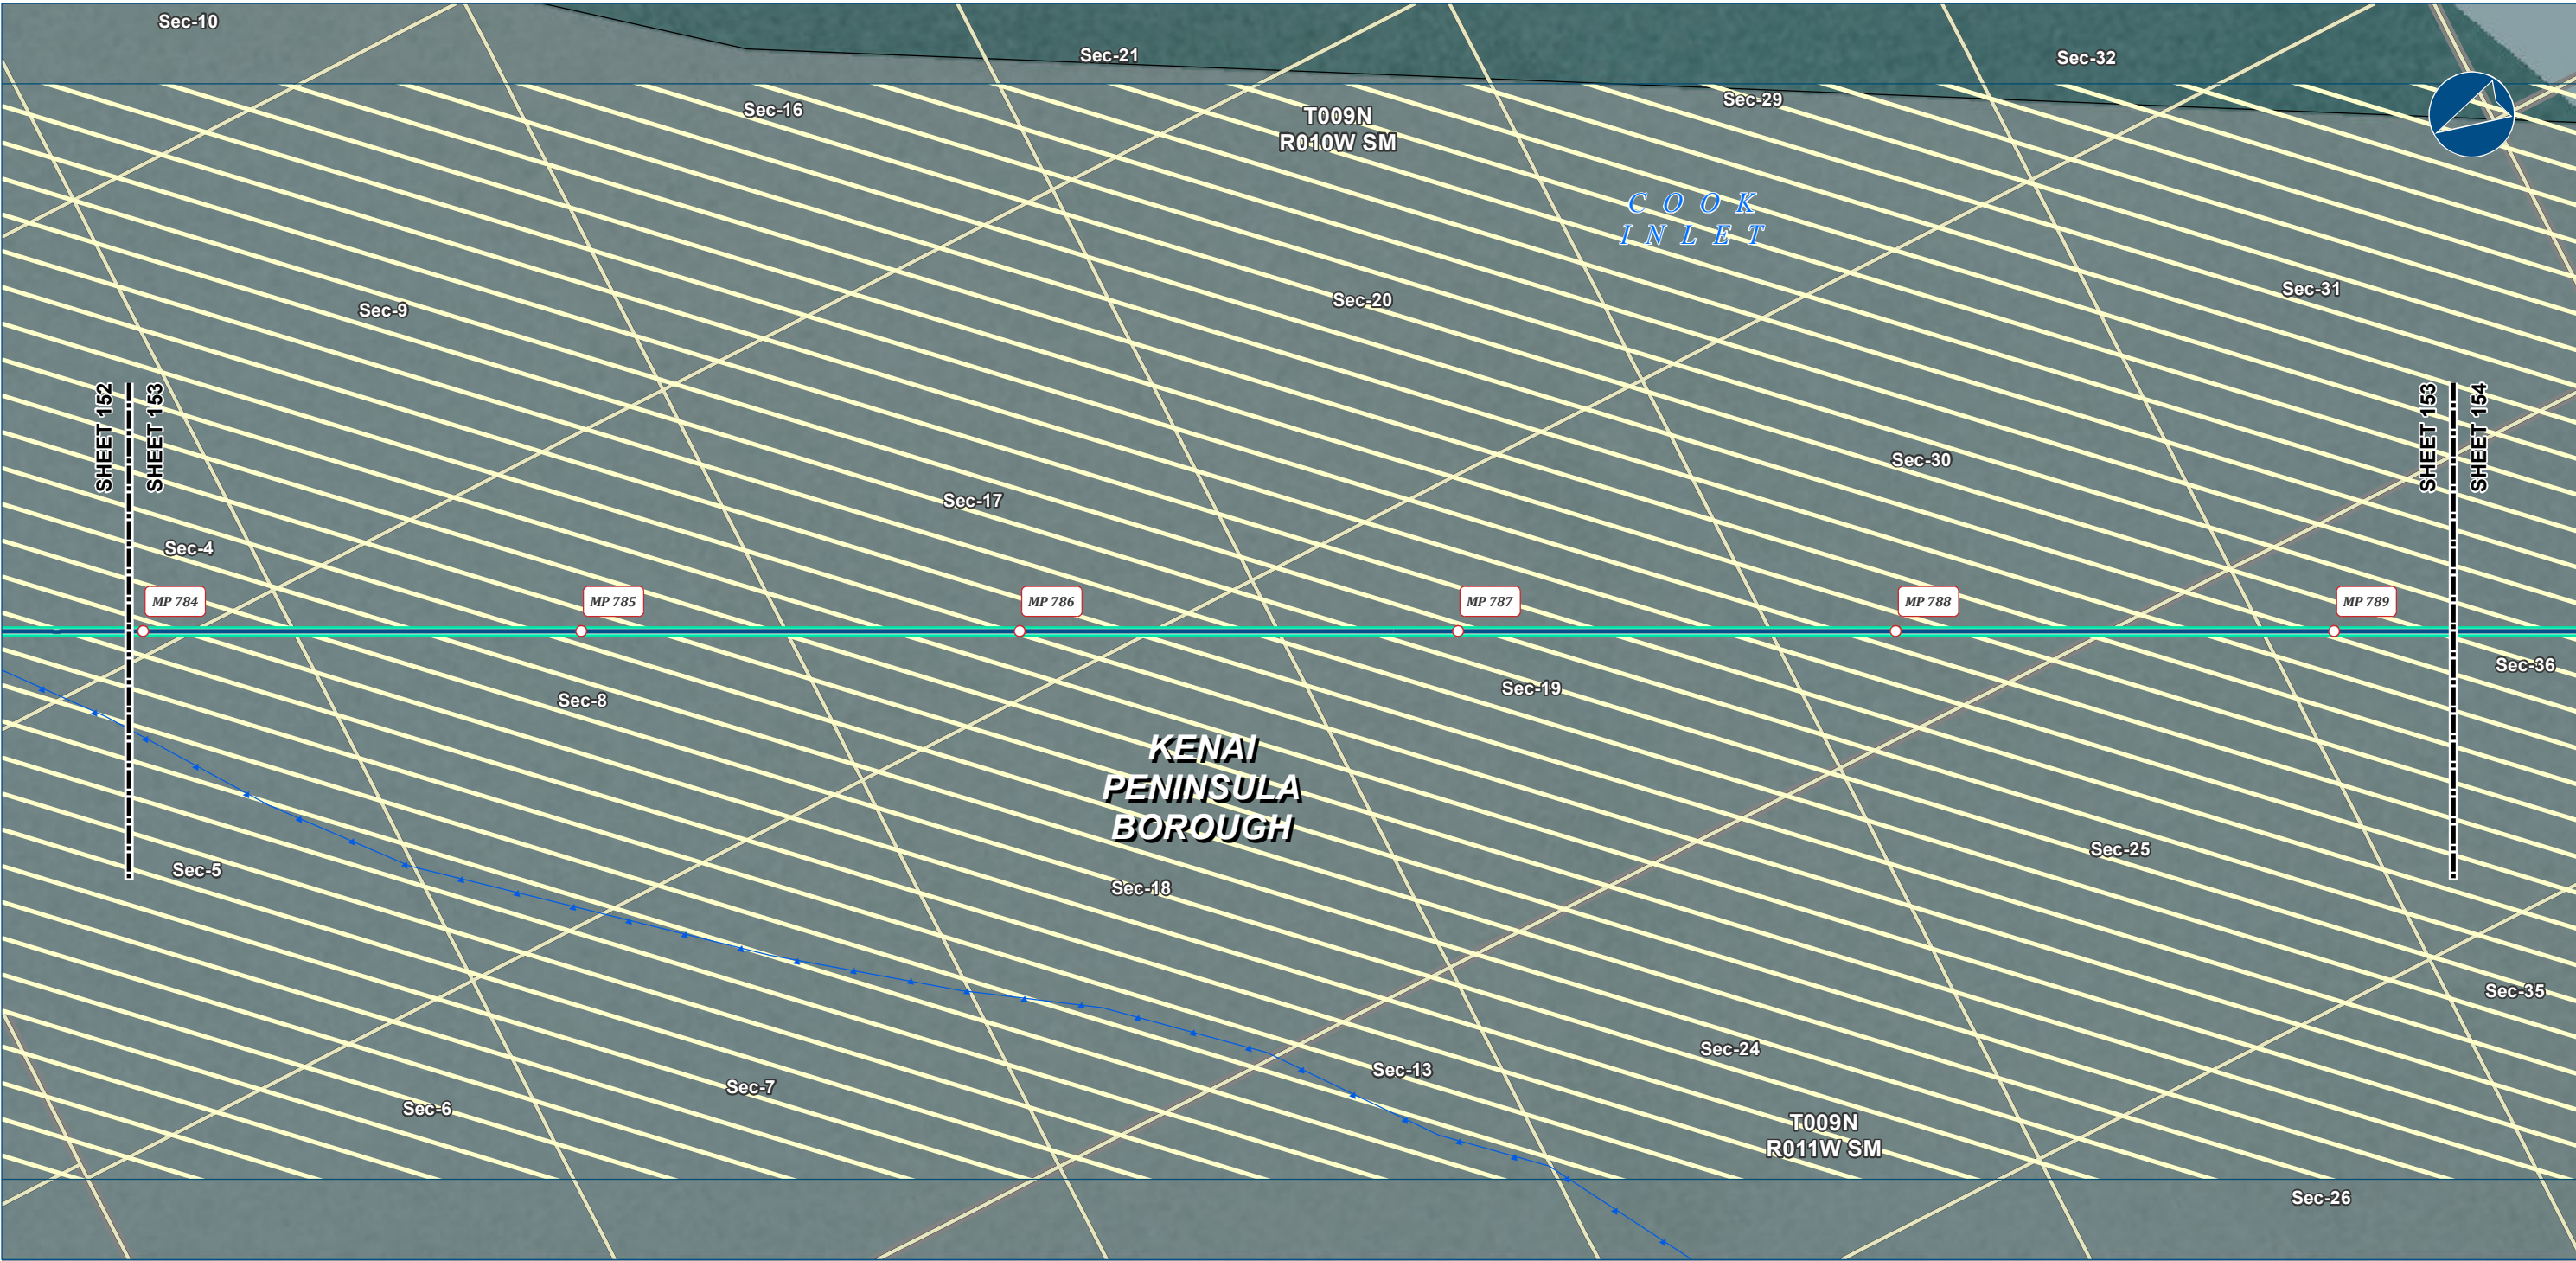 Sec-10
Sec-21
Sec-32
Sec-16
Sec-29
T009N
R010W SM
COOK
INLET
Sec-31
Sec-9
Sec-20
SHEET 152
SHEET 153
SHEET 153
SHEET 154
Sec-30
Sec-17
Sec-4
MP 784
MP 785
MP 786
MP 787
MP 788
MP 789
Sec-36
Sec-8
Sec-19
KENAI
PENINSULA
BOROUGH
Sec-25
Sec-5
Sec-18
Sec-35
Sec-24
Sec-13
Sec-7
Sec-6
T009N
R011W SM
Sec-26